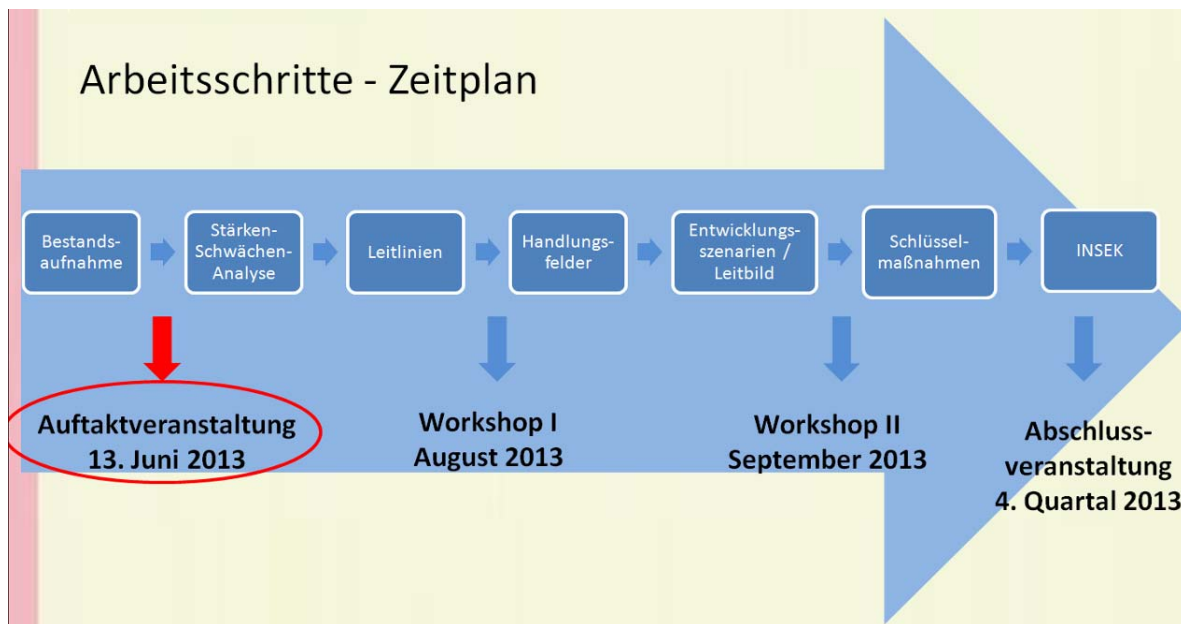 Arbeitsschritte - Zeitplan
Bestands-
aufnahme
Stärken-
Schwächen-
Analyse
Leitlinien
Handlungs-
felder
Entwicklungs-
szenarien /
Leitbild
Schlüssel-
maßnahmen
INSEK
Auftaktveranstaltung
13. Juni 2013
Workshop I
August 2013
Workshop II
September 2013
Abschluss-
veranstaltung
4. Quartal 2013